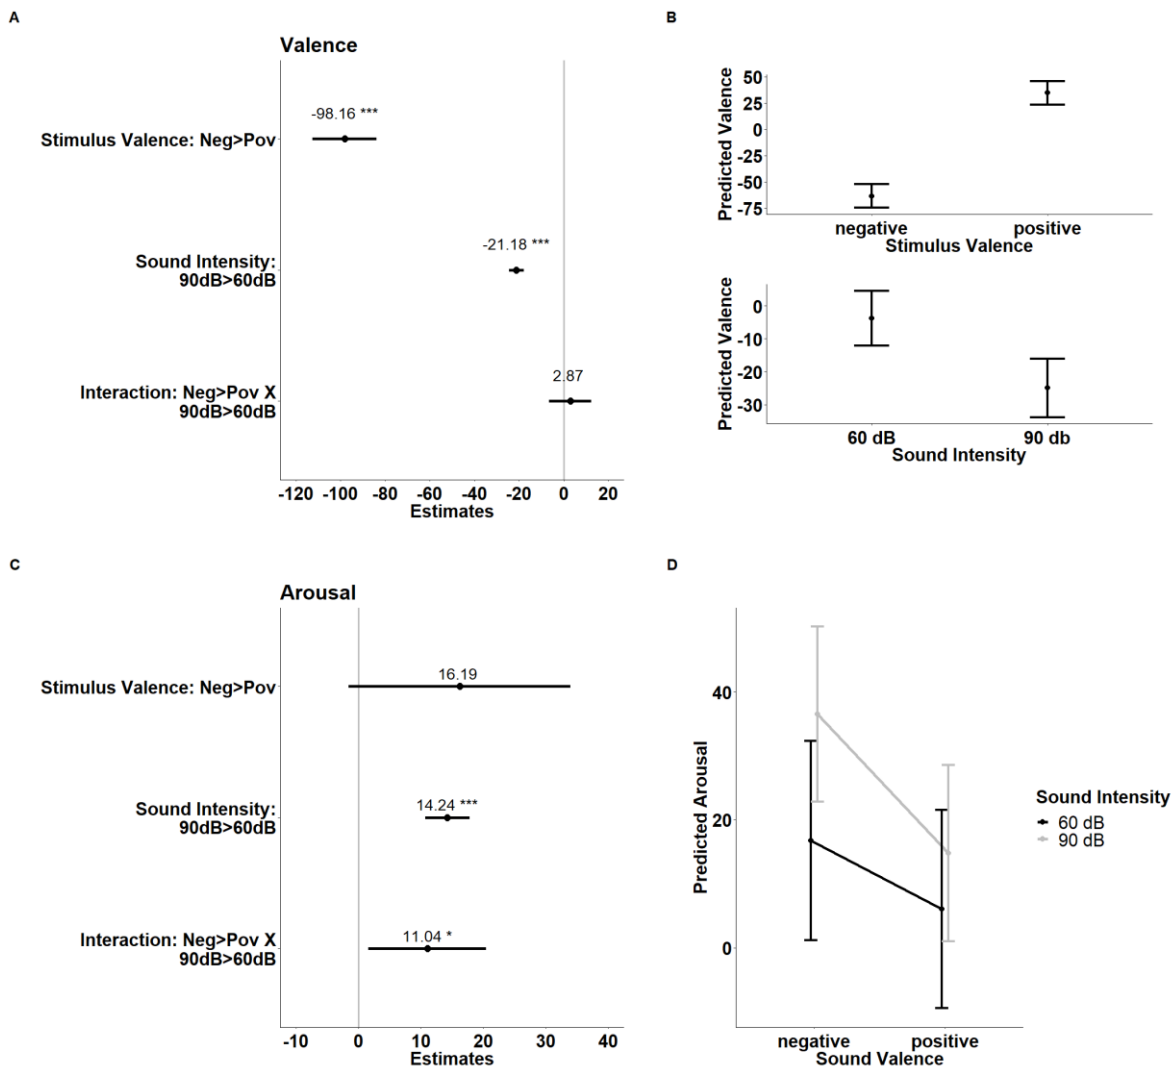 A
Valence
-98.16 ***
Stimulus Valence: Neg>Pov
-21.18 ***
Sound Intensity:
90dB>60dB
2.87
Interaction: Neg>Pov X
90dB>60dB
-120 -100 -80 -60 -40 -20 0 20
Estimates
B
Predicted Valence
50
25
0
-25
-50
-75
negative positive
Stimulus Valence
Predicted Valence
0
-10
-20
-30
60 dB 90 db
Sound Intensity
C
Arousal
16.19
Stimulus Valence: Neg>Pov
14.24 ***
Sound Intensity:
90dB>60dB
11.04 *
Interaction: Neg>Pov X
90dB>60dB
-10 0 10 20 30 40
Estimates
D
Predicted Arousal
40
20
0
negative positive
Sound Valence
Sound Intensity
60 dB
90 dB